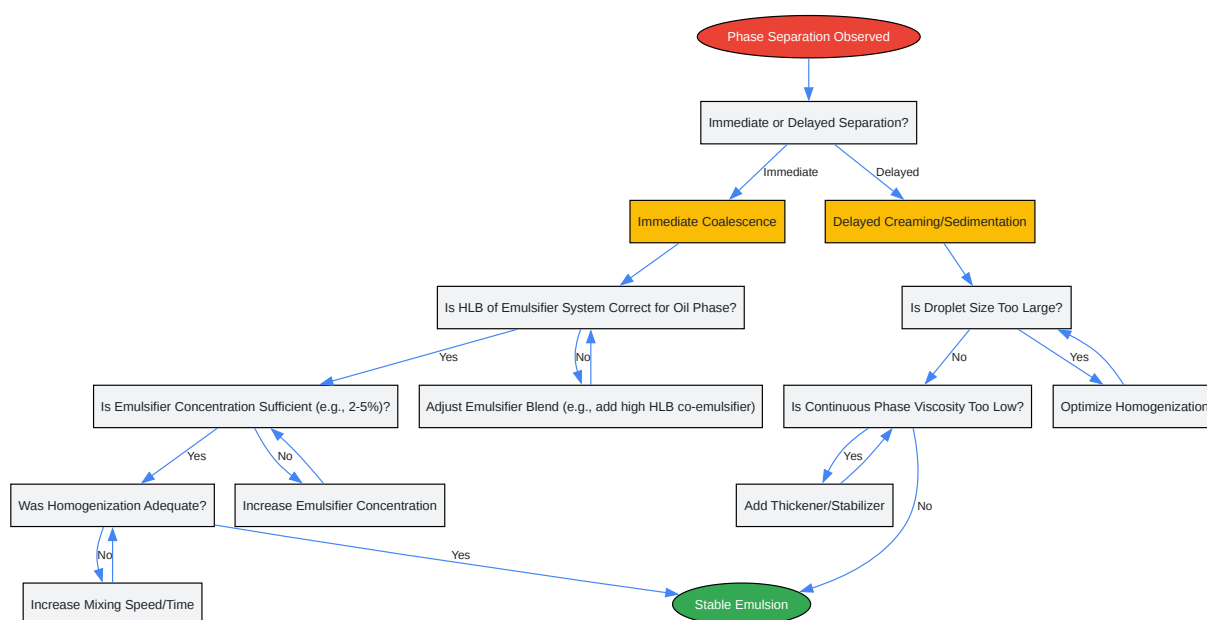 Phase Separation Observed
Immediate or Delayed Separation?
Immediate
Delayed
Immediate Coalescence
Delayed Creaming/Sedimentation
Is HLB of Emulsifier System Correct for Oil Phase?
Is Droplet Size Too Large?
Yes
No
No
Yes
Is Emulsifier Concentration Sufficient (e.g., 2-5%)?
Adjust Emulsifier Blend (e.g., add high HLB co-emulsifier)
Is Continuous Phase Viscosity Too Low?
Optimize Homogenization
Yes
No
Yes
Was Homogenization Adequate?
Increase Emulsifier Concentration
Add Thickener/Stabilizer
No
No
Yes
Increase Mixing Speed/Time
Stable Emulsion